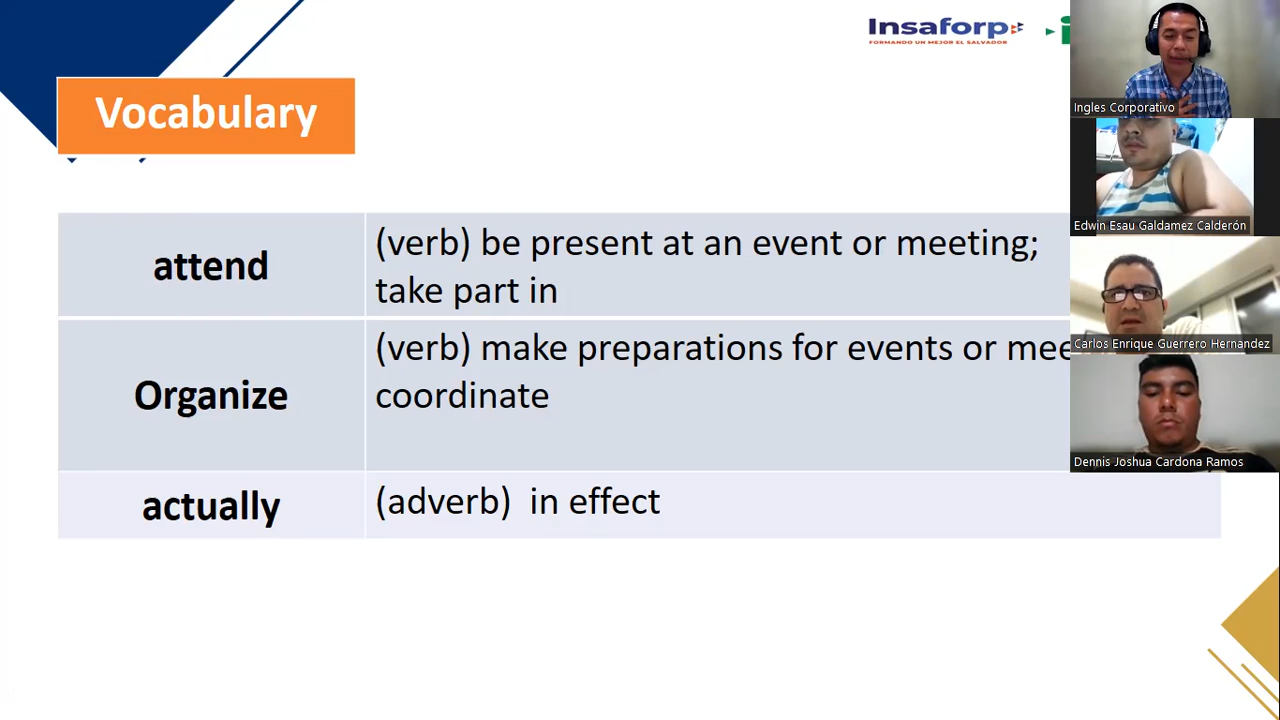 Insaforp
FORMANDO UN MEJOR EL SALVADOR
Vocabulary
attend
(verb) be present at an event or meeting;
take part in
Organize
(verb) make preparations for events or mee
coordinate
actually
(adverb) in effect
Ingles Corporativo
Edwin Esau Galdamez Calderón
Carlos Enrique Guerrero Hernandez
Dennis Joshua Cardona Ramos